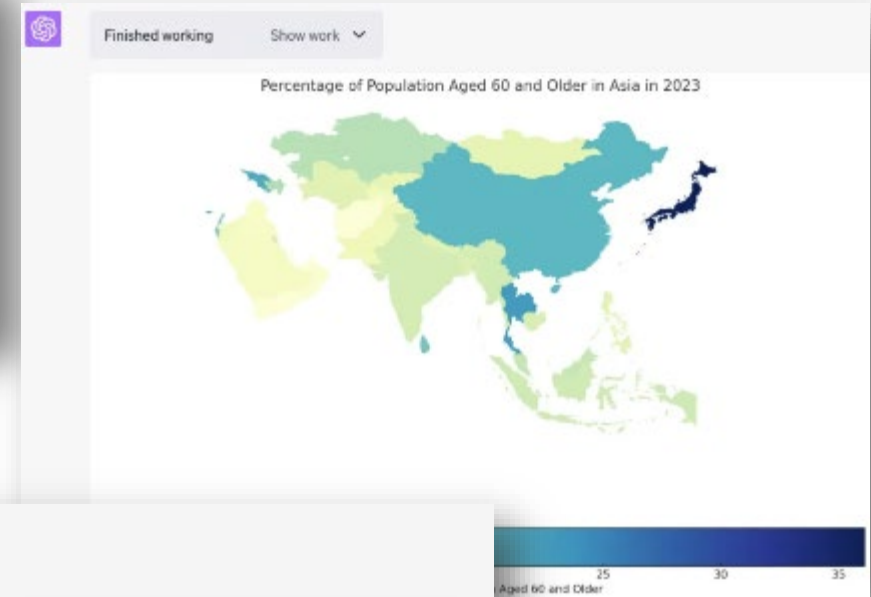 Finished working Show work
Percentage of Population Aged 60 and Older in Asia in 2023
25 30 35
Aged 60 and Older